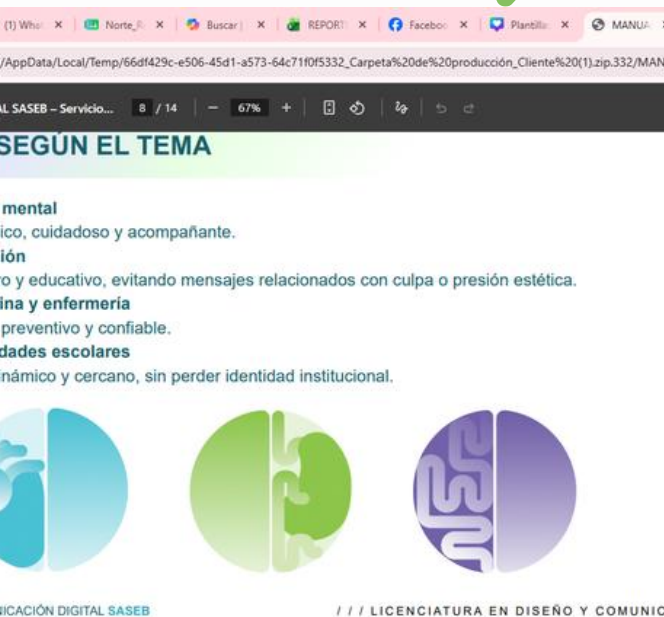 (1) What
Norte_R
Buscar |
REPORT
Faceboo
Plantilla
MANUA
/AppData/Local/Temp/66df429c-e506-45d1-a573-64c71f0f5332_Carpeta%20de%20producción_Cliente%20(1).zip.332/MAN
AL SASEB – Servicio... 8 / 14 − 67% +
SEGÚN EL TEMA
mental
ico, cuidadoso y acompañante.
ión
vo y educativo, evitando mensajes relacionados con culpa o presión estética.
ina y enfermería
preventivo y confiable.
dades escolares
inámico y cercano, sin perder identidad institucional.
NICACIÓN DIGITAL SASEB
/ / / LICENCIATURA EN DISEÑO Y COMUNIC